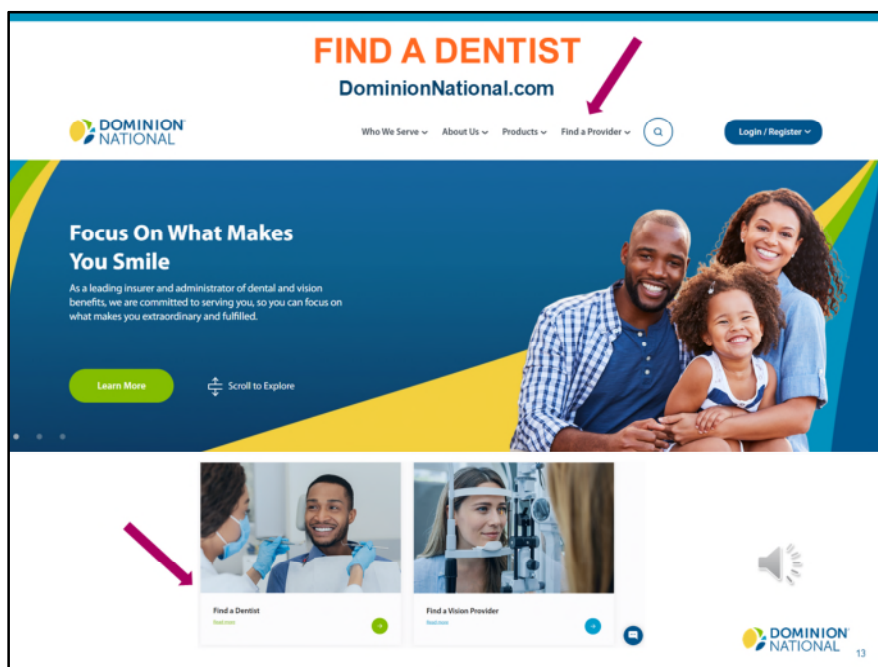 FIND A DENTIST
DominionNational.com
DOMINION
NATIONAL
Who We Serve
About Us
Products
Find a Provider
Login / Register
Focus On What Makes
You Smile
As a leading insurer and administrator of dental and vision
benefits, we are committed to serving you, so you can focus on
what makes you extraordinary and fulfilled.
Learn More
Scroll to Explore
Find a Dentist
Read more
Find a Vision Provider
Read more
DOMINION
NATIONAL
13